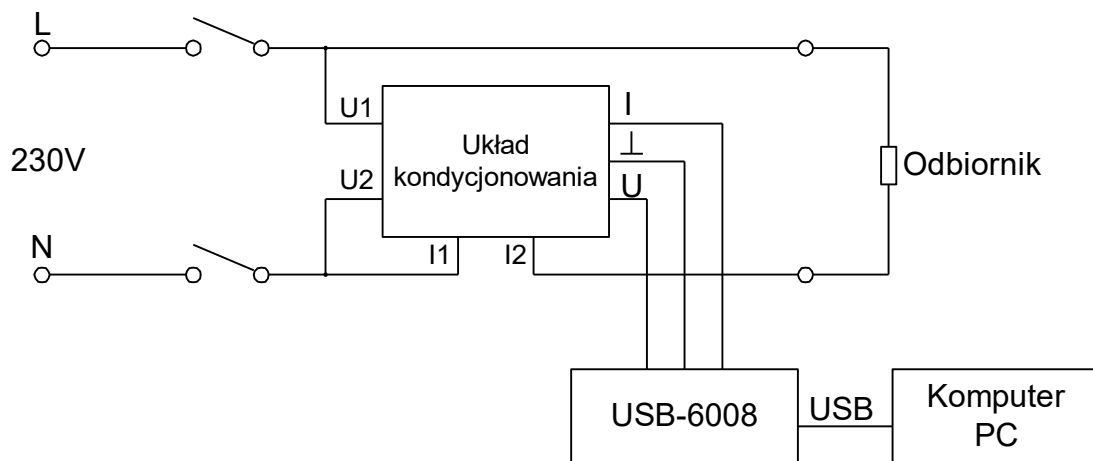 L
U1
I
Układ
kondycjonowania
⊥
230V
Odbiornik
U2
U
N
I1
I2
USB-6008
USB
Komputer
PC